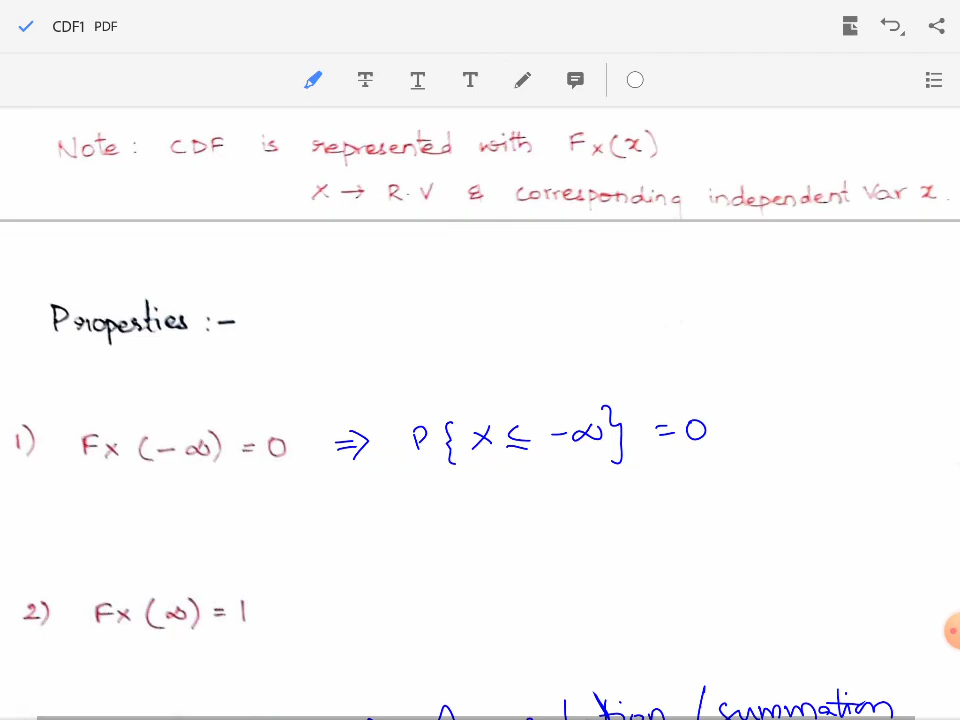 CDF1 PDF
Note: CDF is represented with Fx(x)
X → R.V & corresponding independent Var x.
Properties :-
1) Fx (-∞) = 0 ⇒ P{ X ≤ -∞} = 0
2) Fx (∞) = 1
/summation